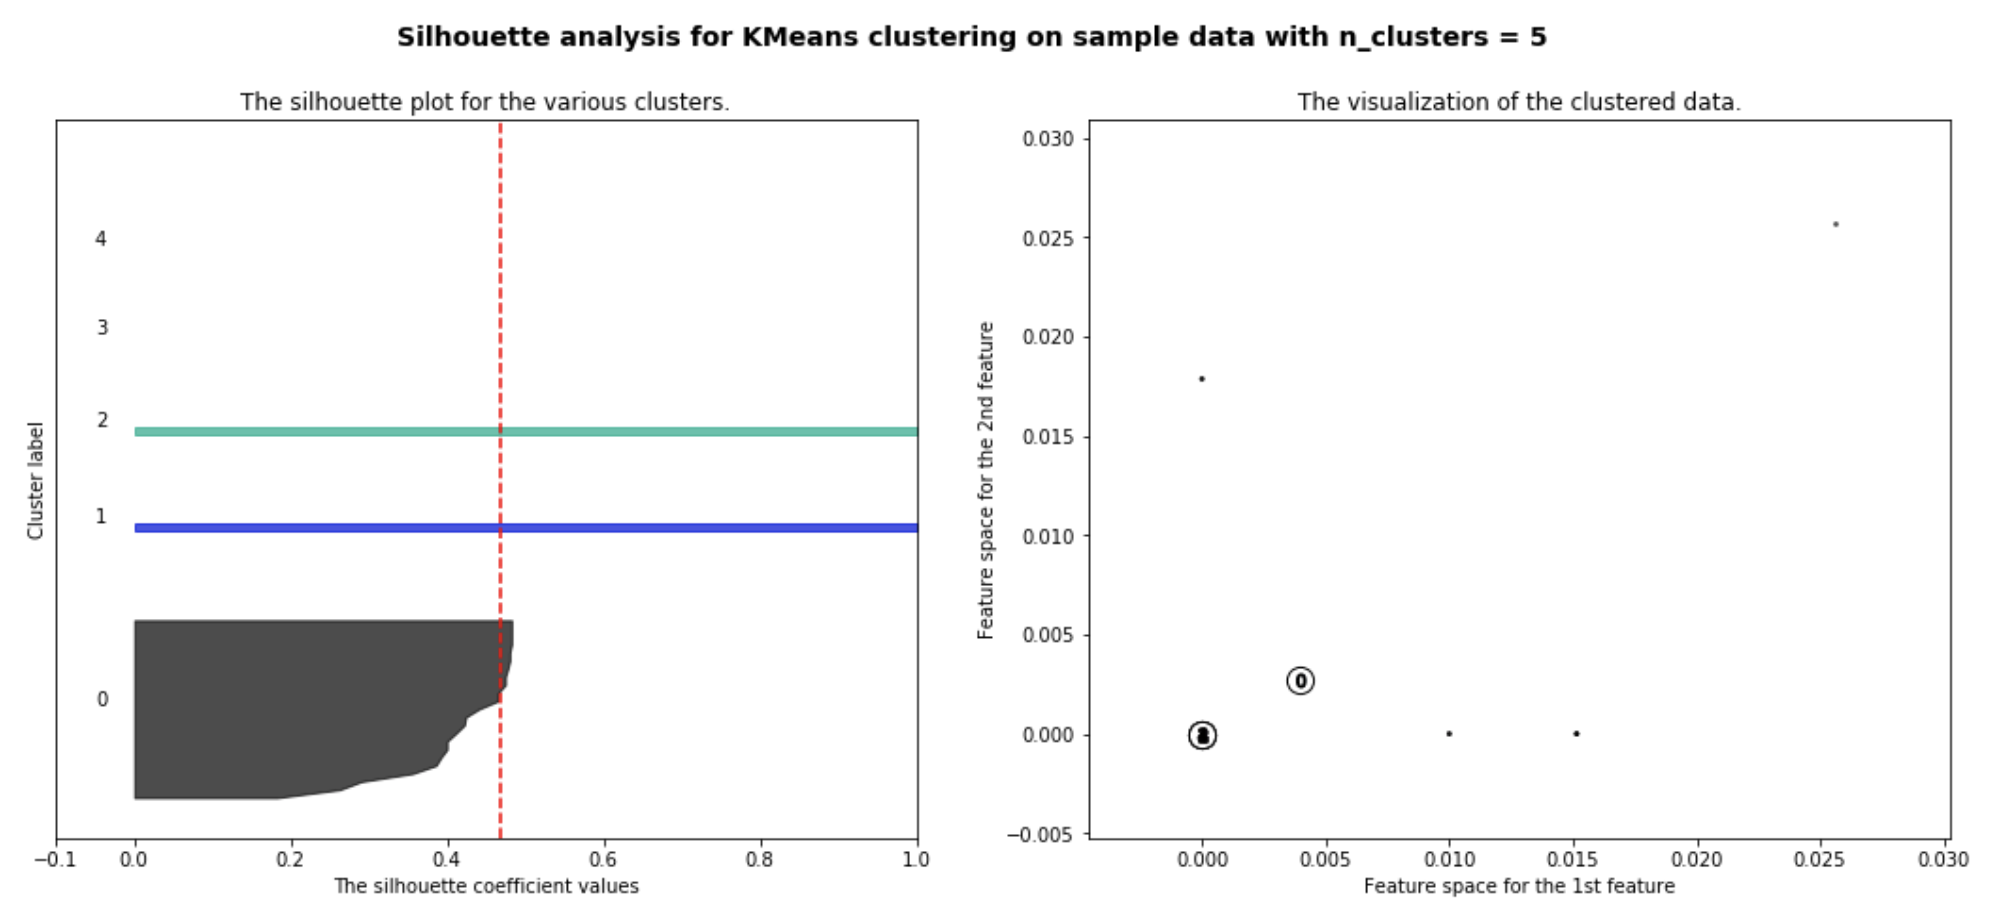 Silhouette analysis for KMeans clustering on sample data with n_clusters = 5
The silhouette plot for the various clusters.
4
3
2
1
0
Cluster label
−0.1 0.0 0.2 0.4 0.6 0.8 1.0
The silhouette coefficient values
The visualization of the clustered data.
0.030
0.025
0.020
0.015
0.010
0.005
0.000
−0.005
Feature space for the 2nd feature
0
0.000 0.005 0.010 0.015 0.020 0.025 0.030
Feature space for the 1st feature